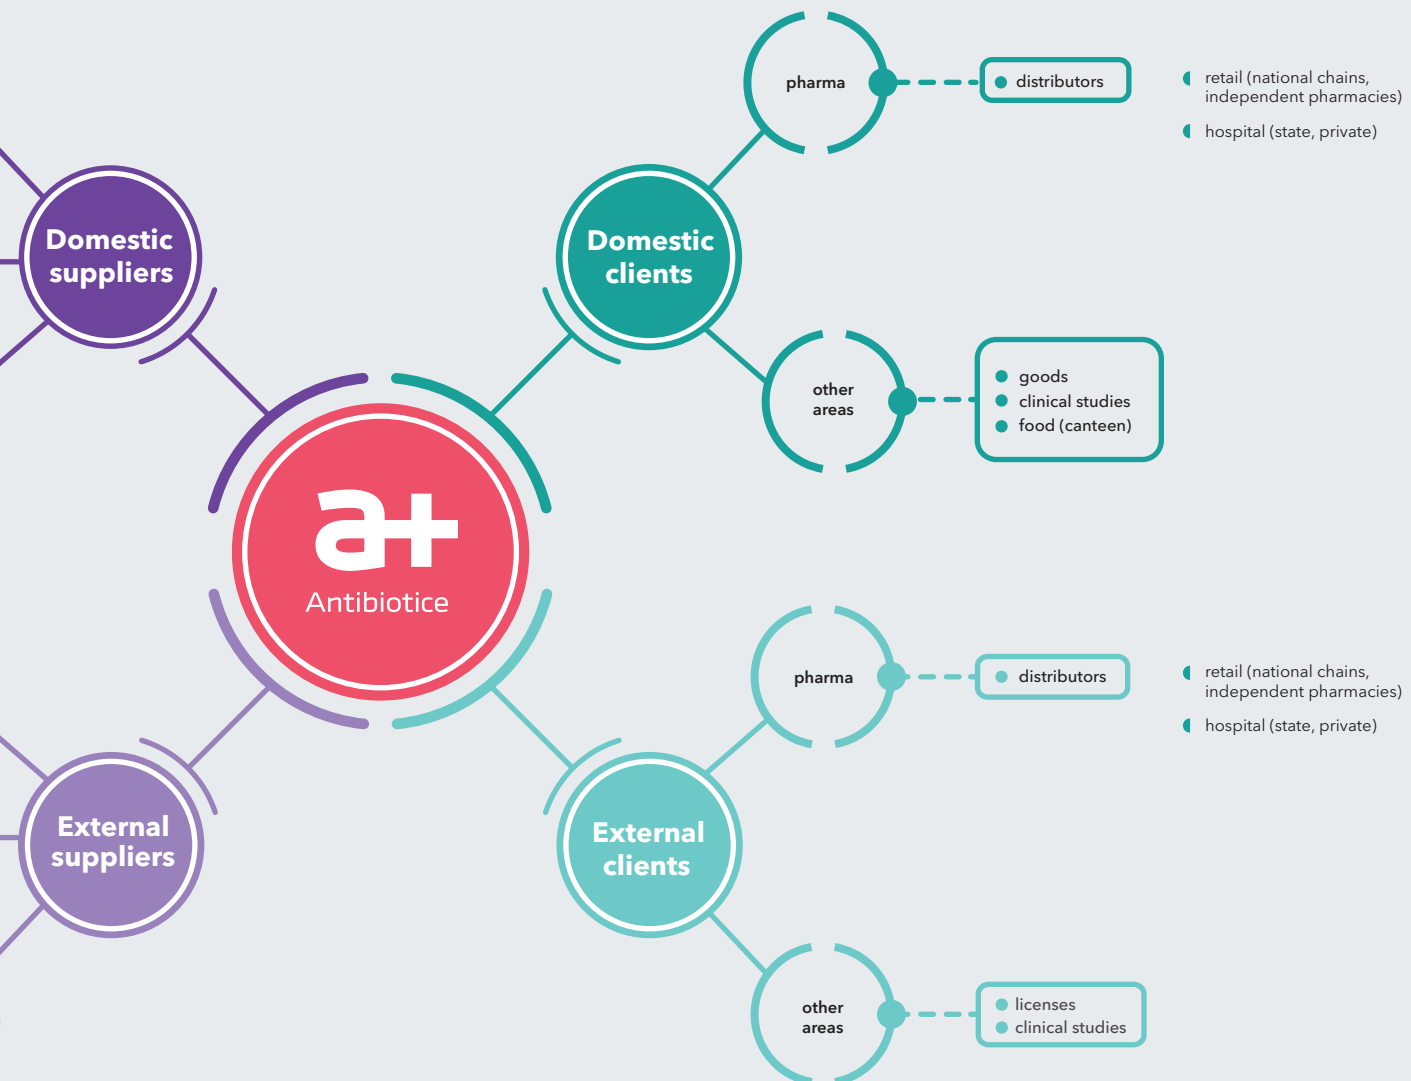 pharma
distributors
retail (national chains,
independent pharmacies)
hospital (state, private)
Domestic
suppliers
Domestic
clients
other
areas
goods
clinical studies
food (canteen)
a+
Antibiotice
pharma
distributors
retail (national chains,
independent pharmacies)
hospital (state, private)
External
suppliers
External
clients
other
areas
licenses
clinical studies